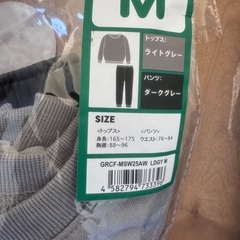 M
トップス:
ライトグレー
パンツ:
ダークグレー
SIZE
<トップス>
身長:165~175
胸囲:88~96
<パンツ>
ウエスト:76~84
GRCF-MSW25AW LDGY M
4 582794 733396